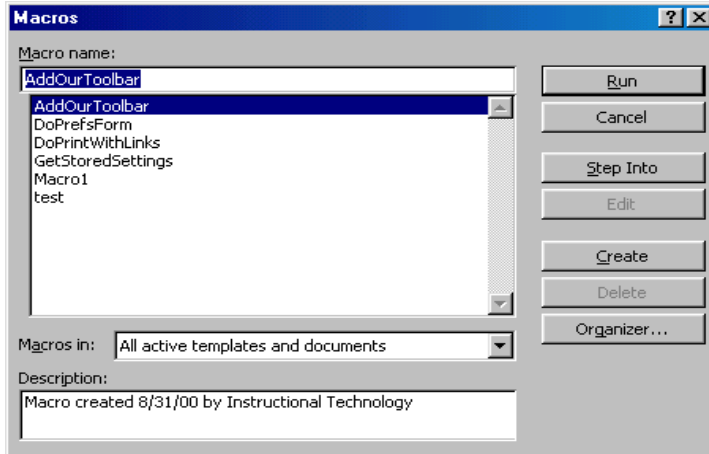 Macros
Macro name:
AddOurToolbar
Run
AddOurToolbar
DoPrefsForm
DoPrintWithLinks
GetStoredSettings
Macro1
test
Cancel
Step Into
Edit
Create
Delete
Organizer...
Macros in: All active templates and documents
Description:
Macro created 8/31/00 by Instructional Technology